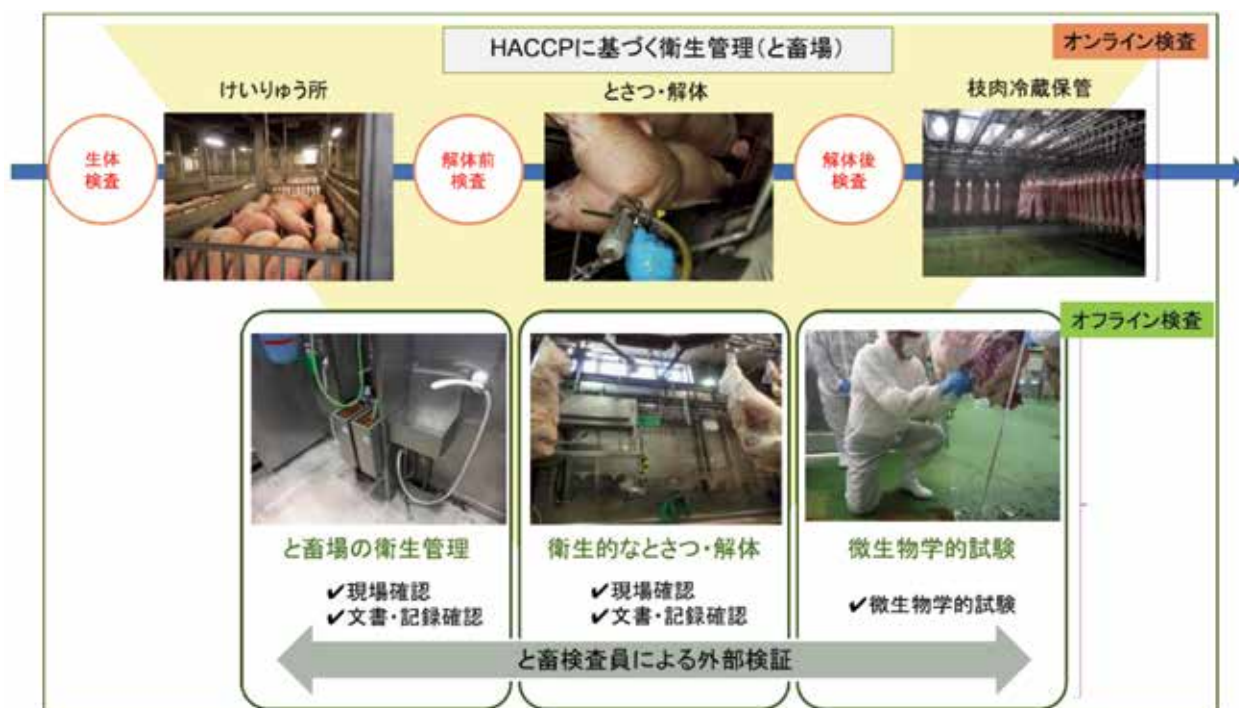 HACCPに基づく衛生管理(と畜場)
オンライン検査
けいりゅう所
とさつ・解体
枝肉冷蔵保管
生体
検査
解体前
検査
解体後
検査
オフライン検査
と畜場の衛生管理
✔現場確認
✔文書・記録確認
衛生的なとさつ・解体
✔現場確認
✔文書・記録確認
微生物学的試験
✔微生物学的試験
と畜検査員による外部検証